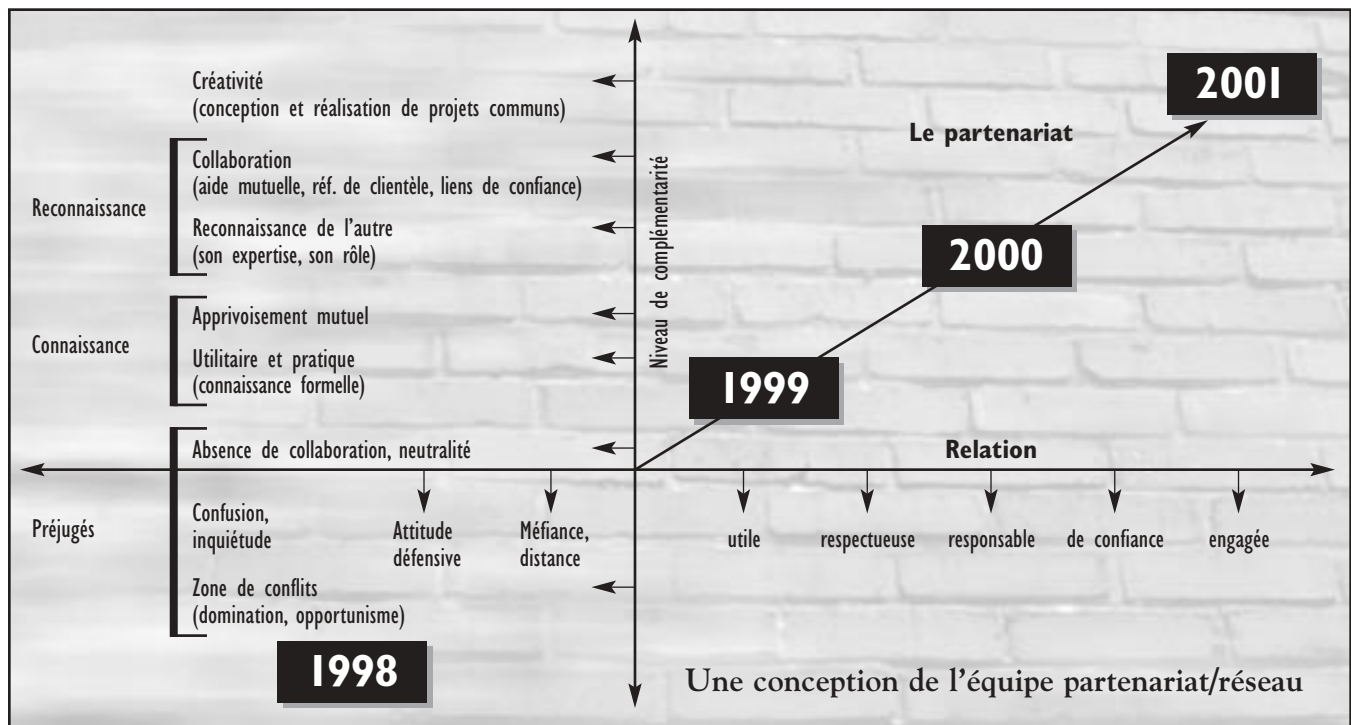 Créativité
(conception et réalisation de projets communs)
Reconnaissance
Collaboration
(aide mutuelle, réf. de clientèle, liens de confiance)
Reconnaissance de l'autre
(son expertise, son rôle)
Connaissance
Apprivoisement mutuel
Utilitaire et pratique
(connaissance formelle)
Préjugés
Absence de collaboration, neutralité
Confusion,
inquiétude
Attitude
défensive
Méfiance,
distance
Zone de conflits
(domination, opportunisme)
1998
Niveau de complémentarité
2001
Le partenariat
2000
1999
Relation
utile
respectueuse
responsable
de confiance
engagée
Une conception de l'équipe partenariat/réseau